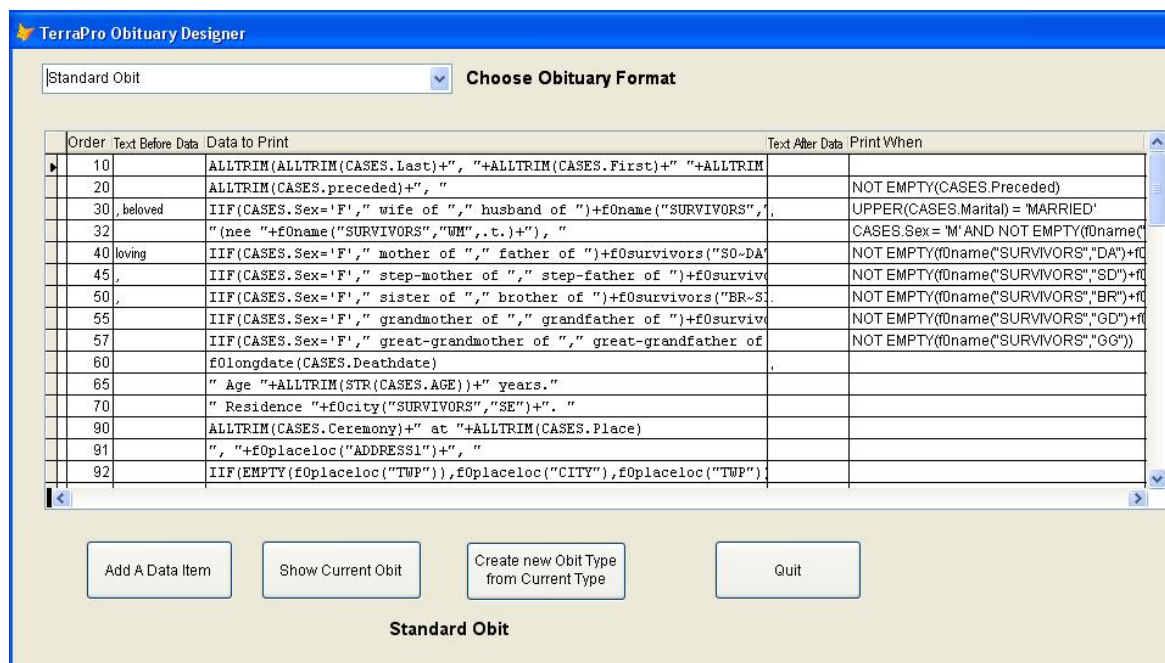 TerraPro Obituary Designer
Standard Obit
Choose Obituary Format
Order Text Before Data Data to Print Text After Data Print When
10 ALLTRIM(ALLTRIM(CASES.Last)+", "+ALLTRIM(CASES.First)+" "+ALLTRIM
20 ALLTRIM(CASES.preceded)+", " NOT EMPTY(CASES.Preceded)
30 , beloved IIF(CASES.Sex='F'," wife of "," husband of ")+f0name("SURVIVORS", , UPPER(CASES.Marital) = 'MARRIED'
32 "(nee "+f0name("SURVIVORS","WM",.t.)+"), " CASES.Sex = 'M' AND NOT EMPTY(f0name("
40 loving IIF(CASES.Sex='F'," mother of "," father of ")+f0survivors("SO~DA" NOT EMPTY(f0name("SURVIVORS","DA")+f0
45 , IIF(CASES.Sex='F'," step-mother of "," step-father of ")+f0survivo NOT EMPTY(f0name("SURVIVORS","SD")+f0
50 , IIF(CASES.Sex='F'," sister of "," brother of ")+f0survivors("BR~SI . NOT EMPTY(f0name("SURVIVORS","BR")+f0
55 IIF(CASES.Sex='F'," grandmother of "," grandfather of ")+f0survivo NOT EMPTY(f0name("SURVIVORS","GD")+f0
57 IIF(CASES.Sex='F'," great-grandmother of "," great-grandfather of NOT EMPTY(f0name("SURVIVORS","GG"))
60 f0longdate(CASES.Deathdate) ,
65 " Age "+ALLTRIM(STR(CASES.AGE))+" years."
70 " Residence "+f0city("SURVIVORS","SE")+". "
90 ALLTRIM(CASES.Ceremony)+" at "+ALLTRIM(CASES.Place)
91 ", "+f0placeloc("ADDRESS1")+", "
92 IIF(EMPTY(f0placeloc("TWP")),f0placeloc("CITY"),f0placeloc("TWP")
Add A Data Item
Show Current Obit
Create new Obit Type
from Current Type
Quit
Standard Obit